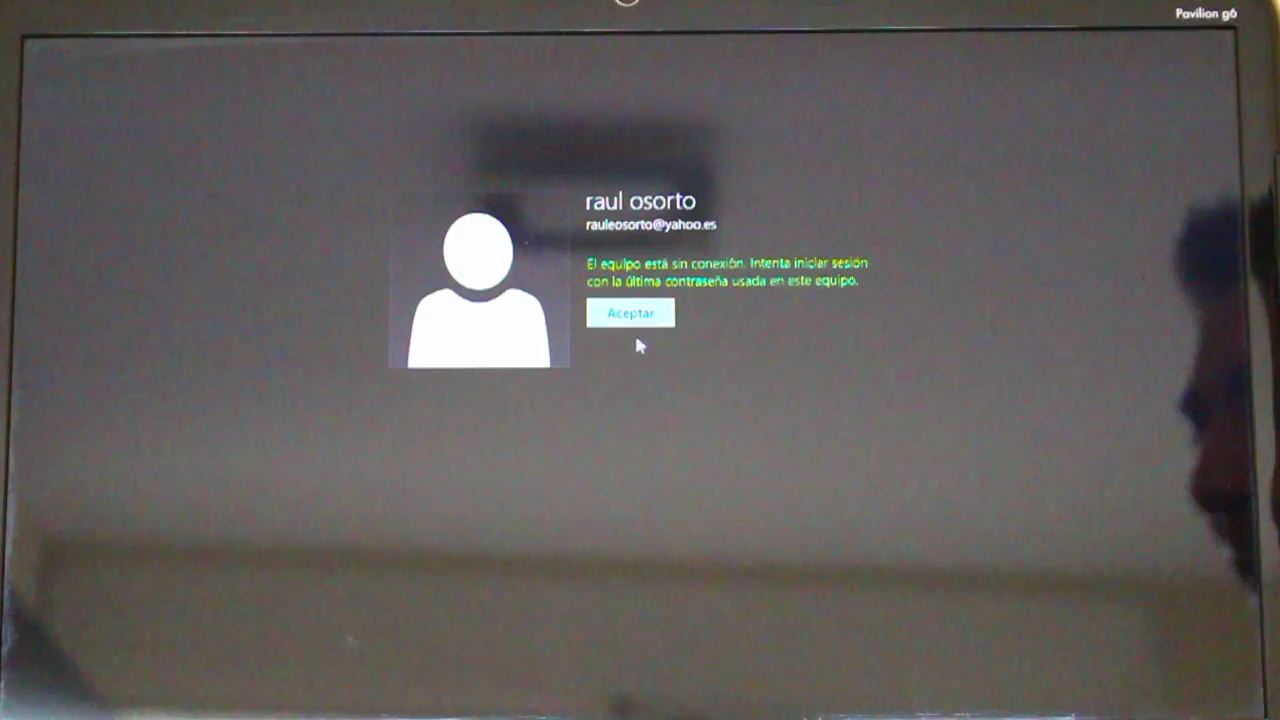 Pavilion g6
raul osorto
rauleosorto@yahoo.es
El equipo está sin conexión. Intenta iniciar sesión
con la última contraseña usada en este equipo.
Aceptar